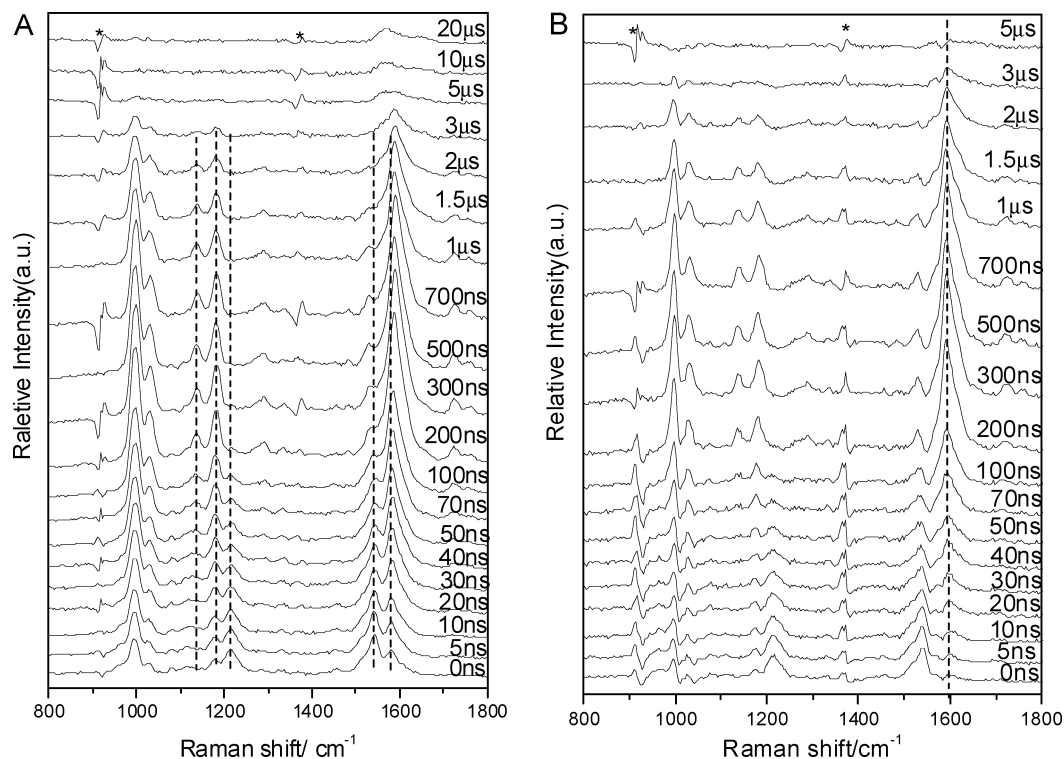 A
*
*
20μs
10μs
5μs
3μs
2μs
1.5μs
1μs
700ns
500ns
300ns
200ns
100ns
70ns
50ns
40ns
30ns
20ns
10ns
5ns
0ns
Raletive Intensity(a.u.)
800 1000 1200 1400 1600 1800
Raman shift/ cm-1
B
*
*
5μs
3μs
2μs
1.5μs
1μs
700ns
500ns
300ns
200ns
100ns
70ns
50ns
40ns
30ns
20ns
10ns
5ns
0ns
Relative Intensity(a.u.)
800 1000 1200 1400 1600 1800
Raman shift/cm-1